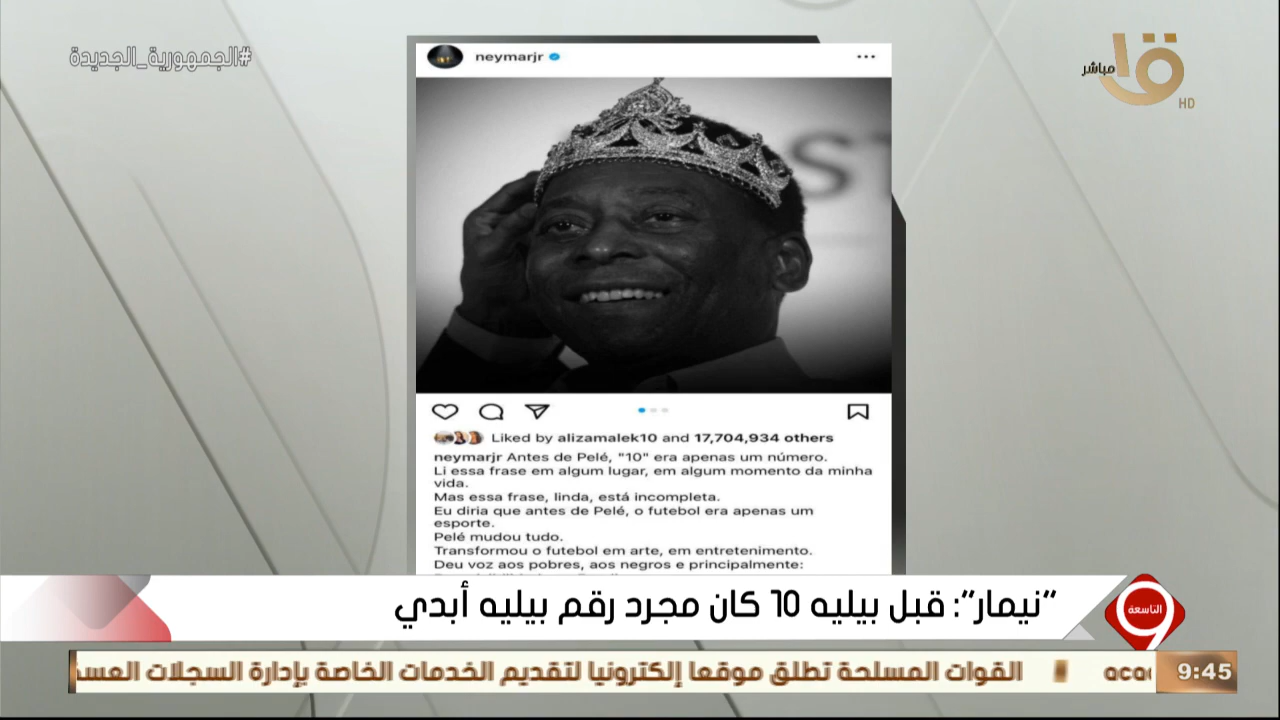 #الجمهورية_الجديدة
مباشر
HD
neymarjr
ST
Liked by alizamalek10 and 17,704,934 others
neymarjr Antes de Pelé, "10" era apenas um número.
Li essa frase em algum lugar, em algum momento da minha
vida.
Mas essa frase, linda, está incompleta.
Eu diria que antes de Pelé, o futebol era apenas um
esporte.
Pelé mudou tudo.
Transformou o futebol em arte, em entretenimento.
Deu voz aos pobres, aos negros e principalmente:
"نيمار": قبل بيليه 10 كان مجرد رقم بيليه أبدي
التاسعة
9
القوات المسلحة تطلق موقعا إلكترونيا لتقديم الخدمات الخاصة بإدارة السجلات
9:45